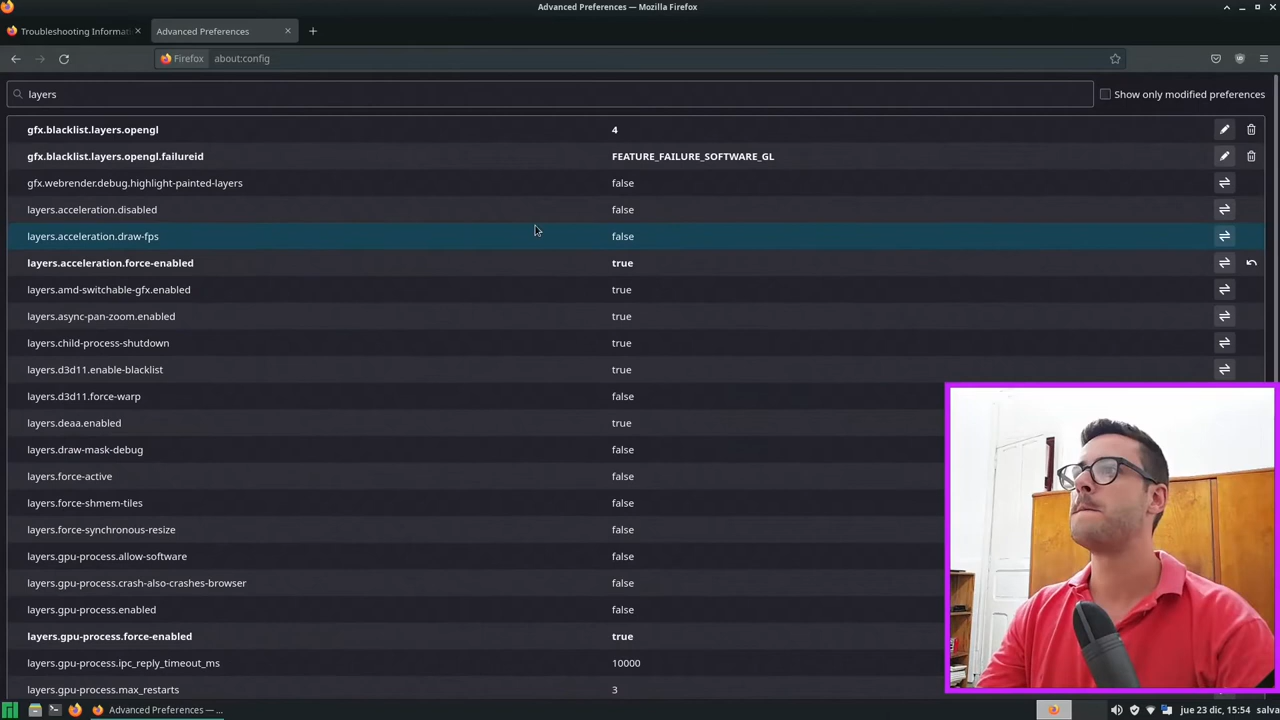 Advanced Preferences — Mozilla Firefox
Troubleshooting Informat
Advanced Preferences
Firefox
about:config
layers
Show only modified preferences
gfx.blacklist.layers.opengl 4
gfx.blacklist.layers.opengl.failureid FEATURE_FAILURE_SOFTWARE_GL
gfx.webrender.debug.highlight-painted-layers false
layers.acceleration.disabled false
layers.acceleration.draw-fps false
layers.acceleration.force-enabled true
layers.amd-switchable-gfx.enabled true
layers.async-pan-zoom.enabled true
layers.child-process-shutdown true
layers.d3d11.enable-blacklist true
layers.d3d11.force-warp false
layers.deaa.enabled true
layers.draw-mask-debug false
layers.force-active false
layers.force-shmem-tiles false
layers.force-synchronous-resize false
layers.gpu-process.allow-software false
layers.gpu-process.crash-also-crashes-browser false
layers.gpu-process.enabled false
layers.gpu-process.force-enabled true
layers.gpu-process.ipc_reply_timeout_ms 10000
layers.gpu-process.max_restarts 3
Advanced Preferences — ...
jue 23 dic, 15:54 salva